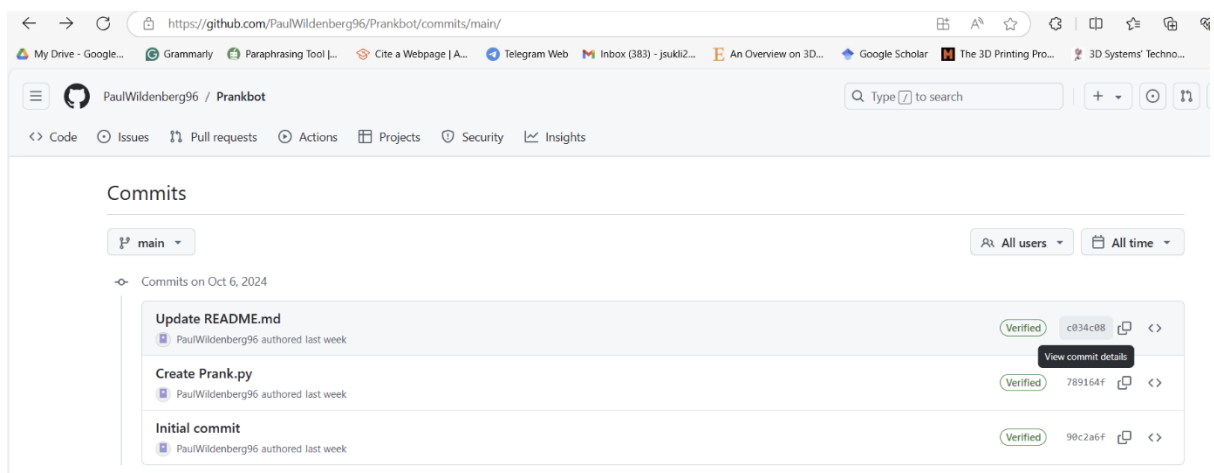 https://github.com/PaulWildenberg96/Prankbot/commits/main/
My Drive - Google... Grammarly Paraphrasing Tool |... Cite a Webpage | A... Telegram Web Inbox (383) - jsukli2... An Overview on 3D... Google Scholar The 3D Printing Pro... 3D Systems' Techno...
PaulWildenberg96 / Prankbot Type / to search
<> Code Issues Pull requests Actions Projects Security Insights
Commits
main All users All time
Commits on Oct 6, 2024
Update README.md
PaulWildenberg96 authored last week
Verified c034c08 <>
View commit details
Create Prank.py
PaulWildenberg96 authored last week
Verified 789164f <>
Initial commit
PaulWildenberg96 authored last week
Verified 90c2a6f <>